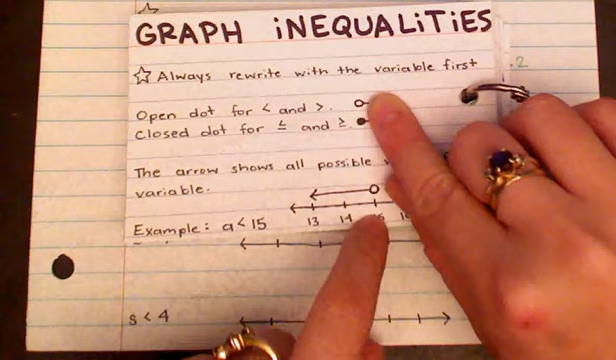 GRAPH INEQUALITIES
Always rewrite with the variable first
.2
Open dot for < and >.
Closed dot for ≤ and ≥.
The arrow shows all possible
variable.
Example: a < 15
13 14
s < 4